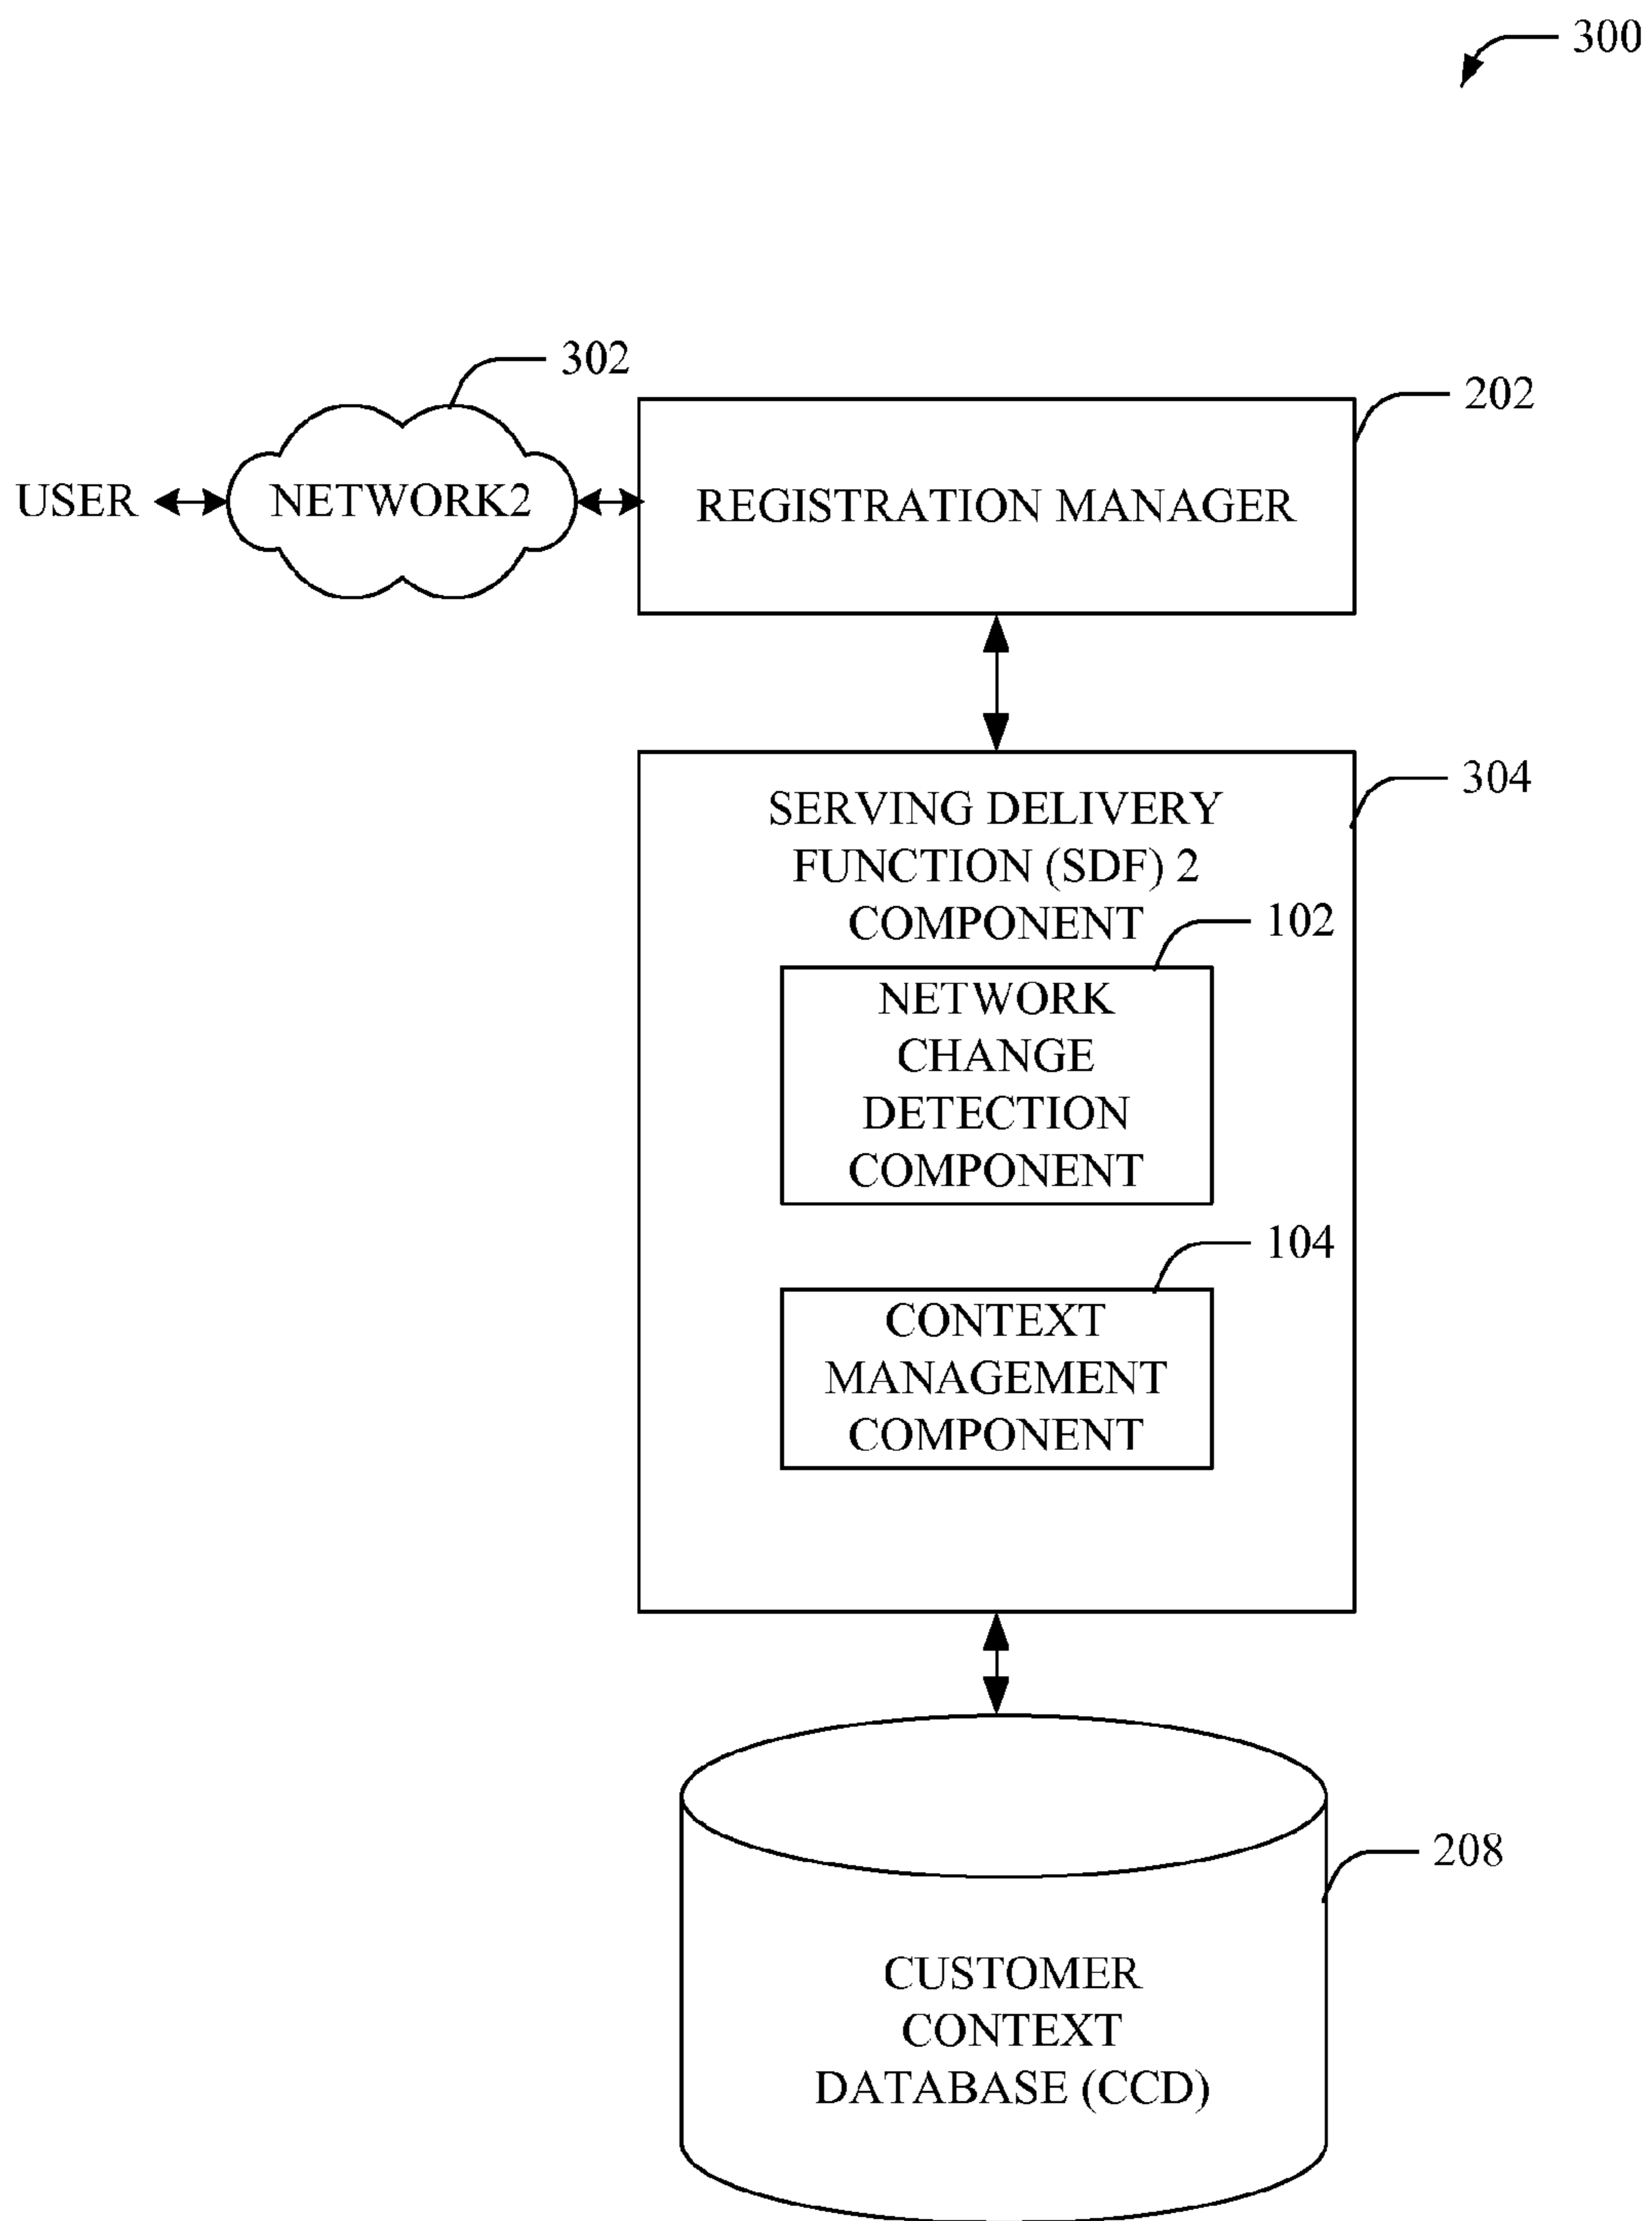 300
302
202
USER
NETWORK2
REGISTRATION MANAGER
304
SERVING DELIVERY
FUNCTION (SDF) 2
COMPONENT
102
NETWORK
CHANGE
DETECTION
COMPONENT
104
CONTEXT
MANAGEMENT
COMPONENT
208
CUSTOMER
CONTEXT
DATABASE (CCD)